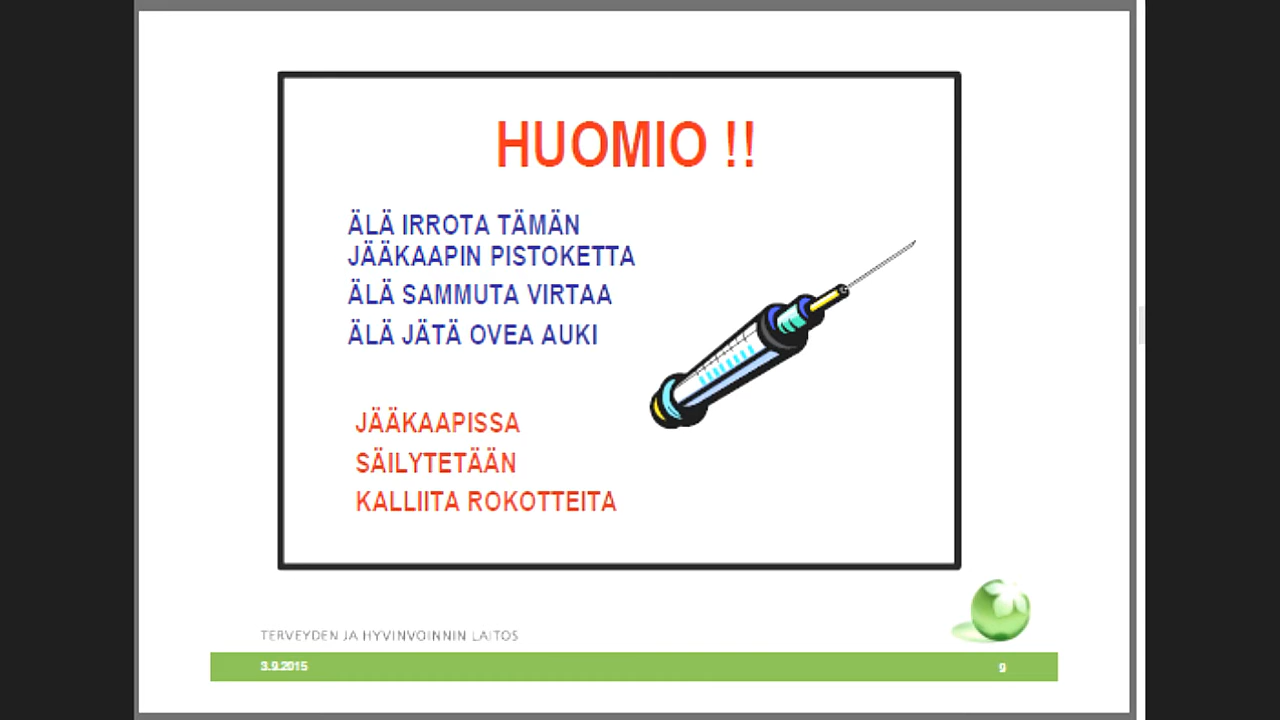 HUOMIO !!
ÄLÄ IRROTA TÄMÄN
JÄÄKAAPIN PISTOKETTA
ÄLÄ SAMMUTA VIRTAA
ÄLÄ JÄTÄ OVEA AUKI
JÄÄKAAPISSA
SÄILYTETÄÄN
KALLIITA ROKOTTEITA
TERVEYDEN JA HYVINVOINNIN LAITOS
3.9.2015
9